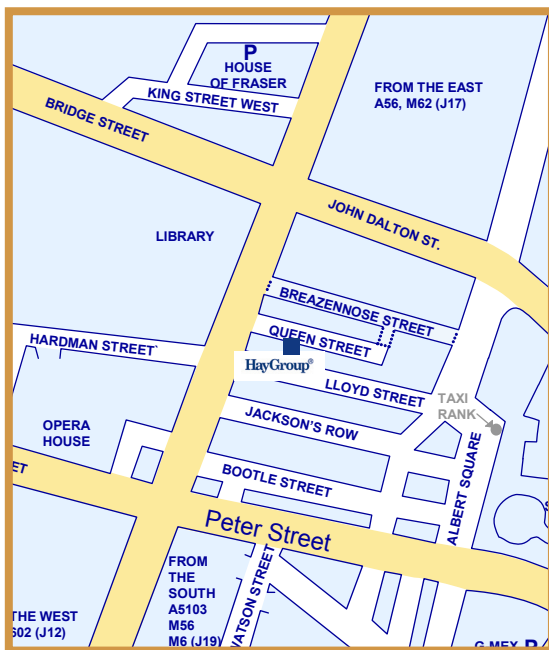 P
HOUSE
OF FRASER
KING STREET WEST
FROM THE EAST
A56, M62 (J17)
BRIDGE STREET
JOHN DALTON ST.
LIBRARY
BREAZENNOSE STREET
QUEEN STREET
HARDMAN STREET
HayGroup®
LLOYD STREET
TAXI
RANK
JACKSON'S ROW
OPERA
HOUSE
BOOTLE STREET
ALBERT SQUARE
ET
Peter Street
FROM
THE
SOUTH
A5103
M56
M6 (J19)
WATSON STREET
THE WEST
602 (J12)
G-MEX P